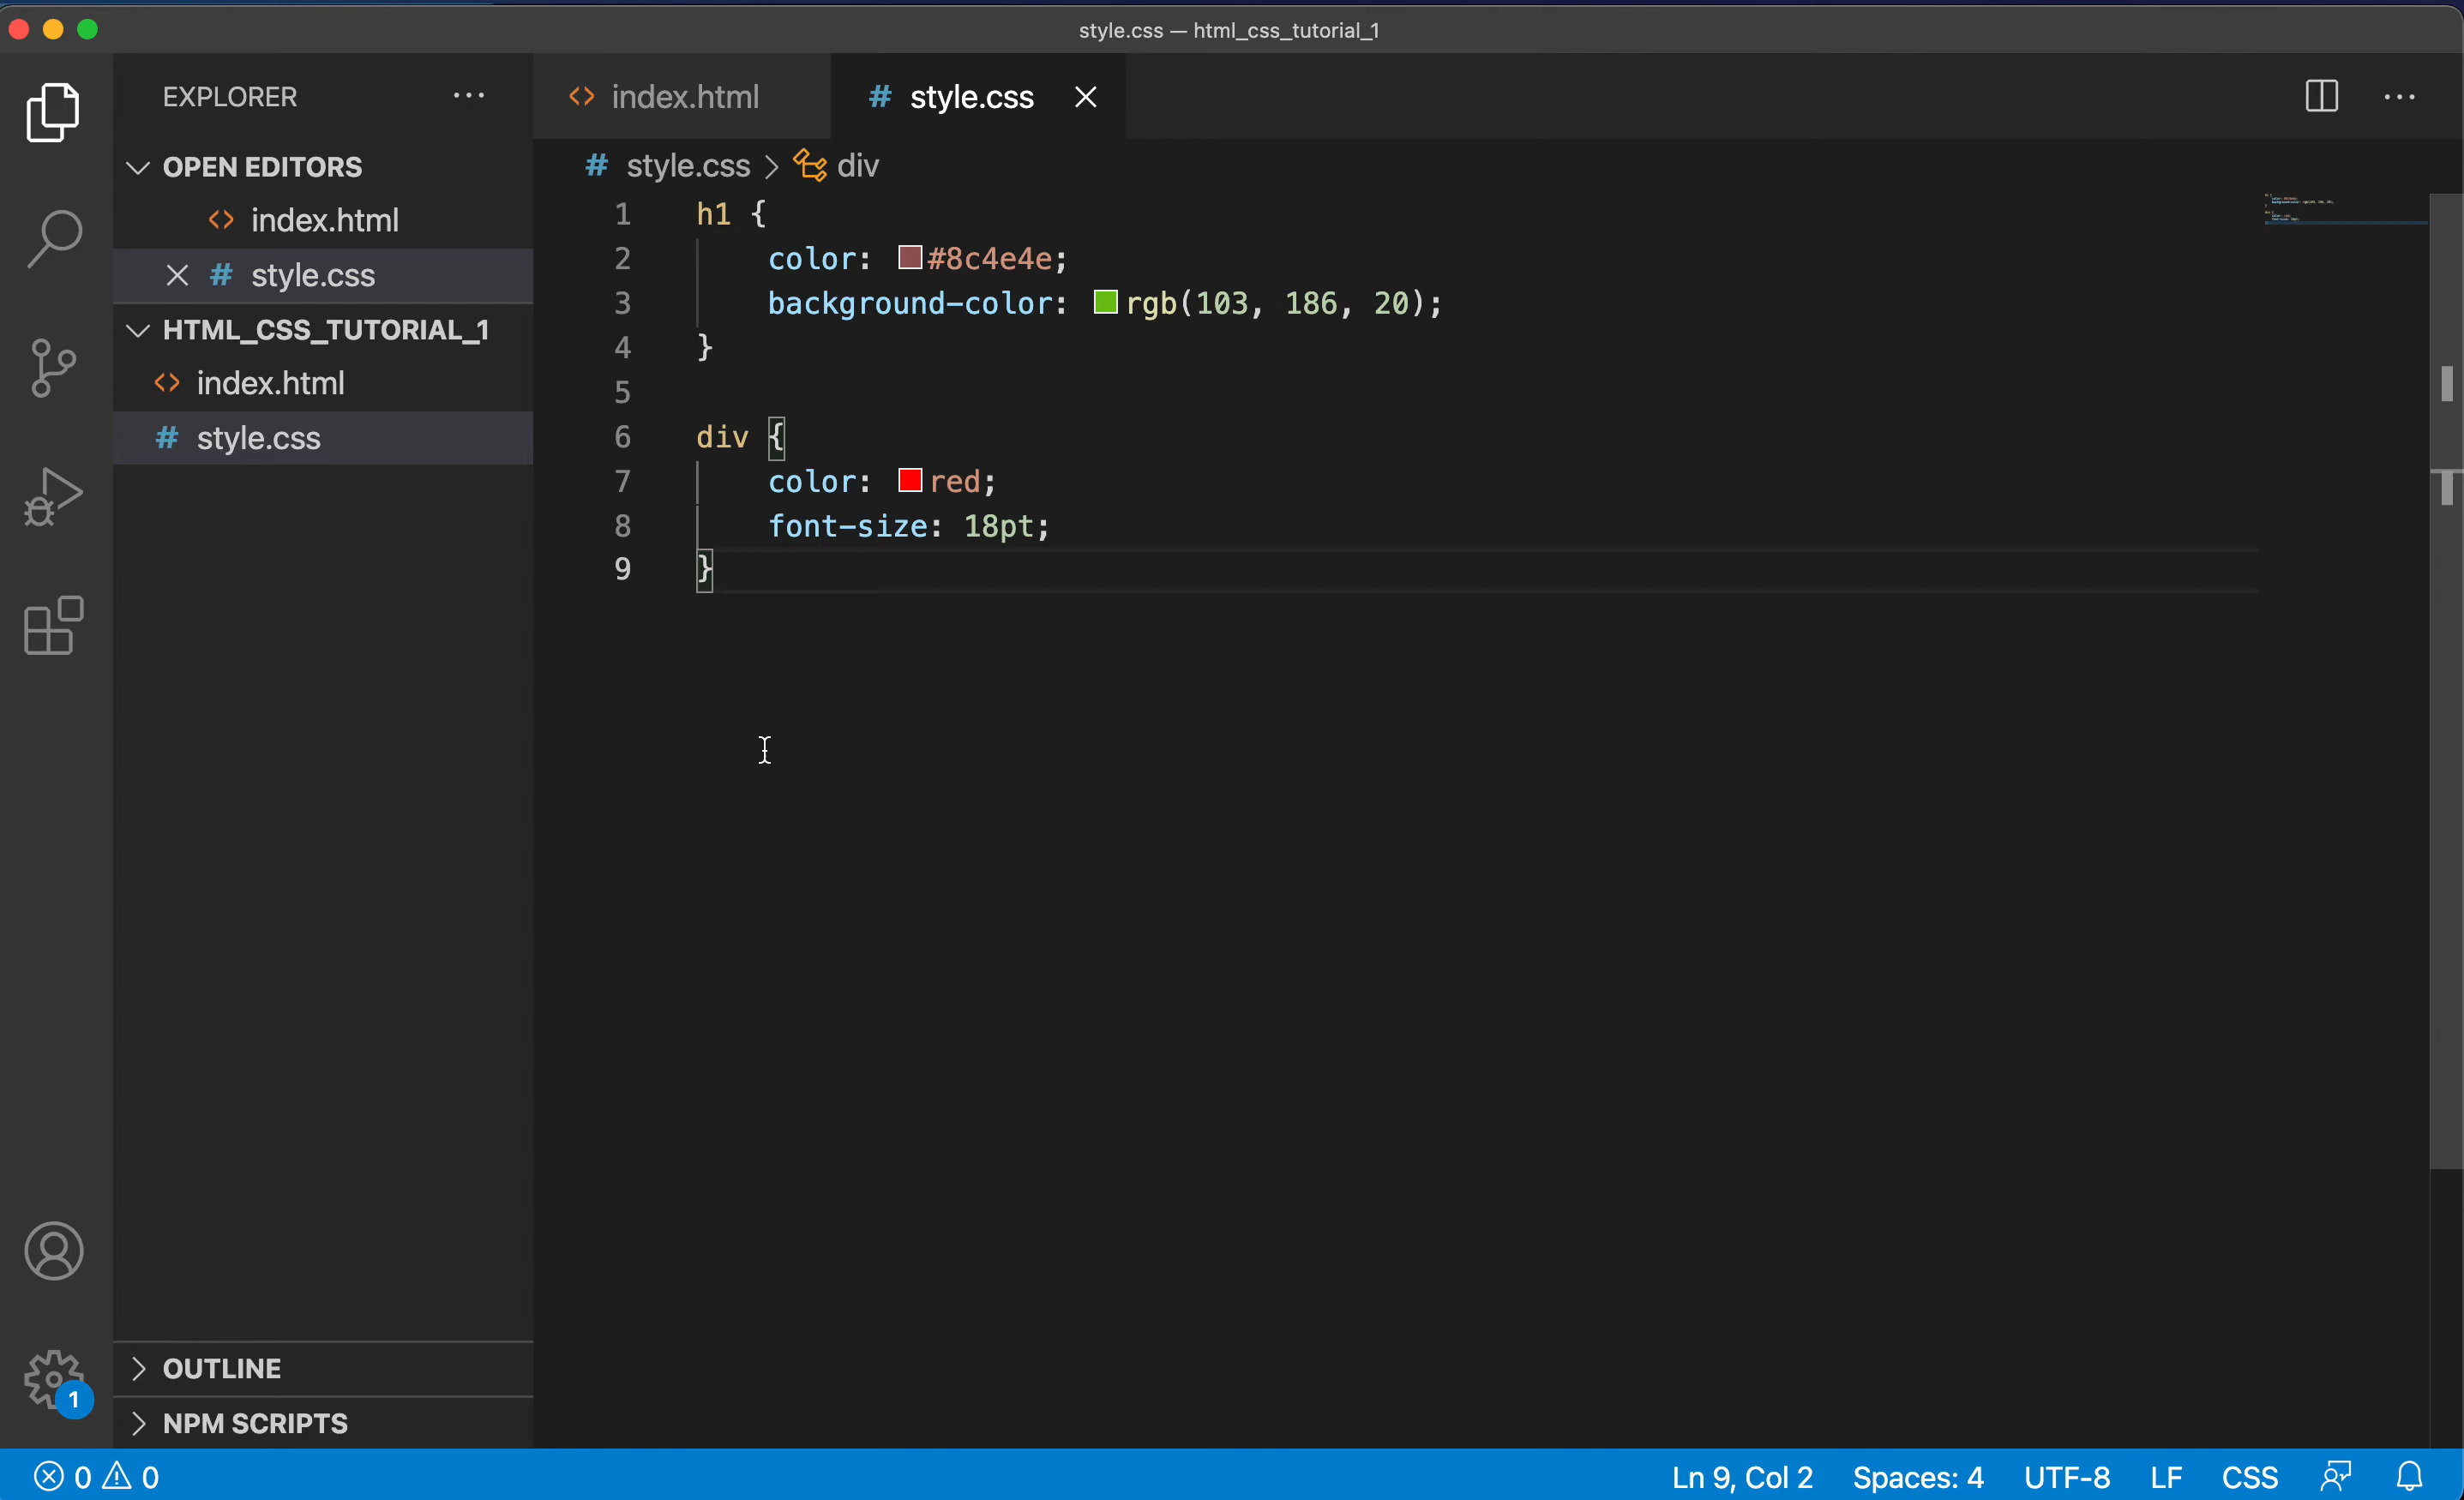 style.css — html_css_tutorial_1
EXPLORER
index.html
style.css
OPEN EDITORS
index.html
style.css
HTML_CSS_TUTORIAL_1
index.html
style.css
OUTLINE
NPM SCRIPTS
# style.css > div
1 h1 {
2 color: #8c4e4e;
3 background-color: rgb(103, 186, 20);
4 }
5
6 div {
7 color: red;
8 font-size: 18pt;
9 }
1
0 0
Ln 9, Col 2 Spaces: 4 UTF-8 LF CSS